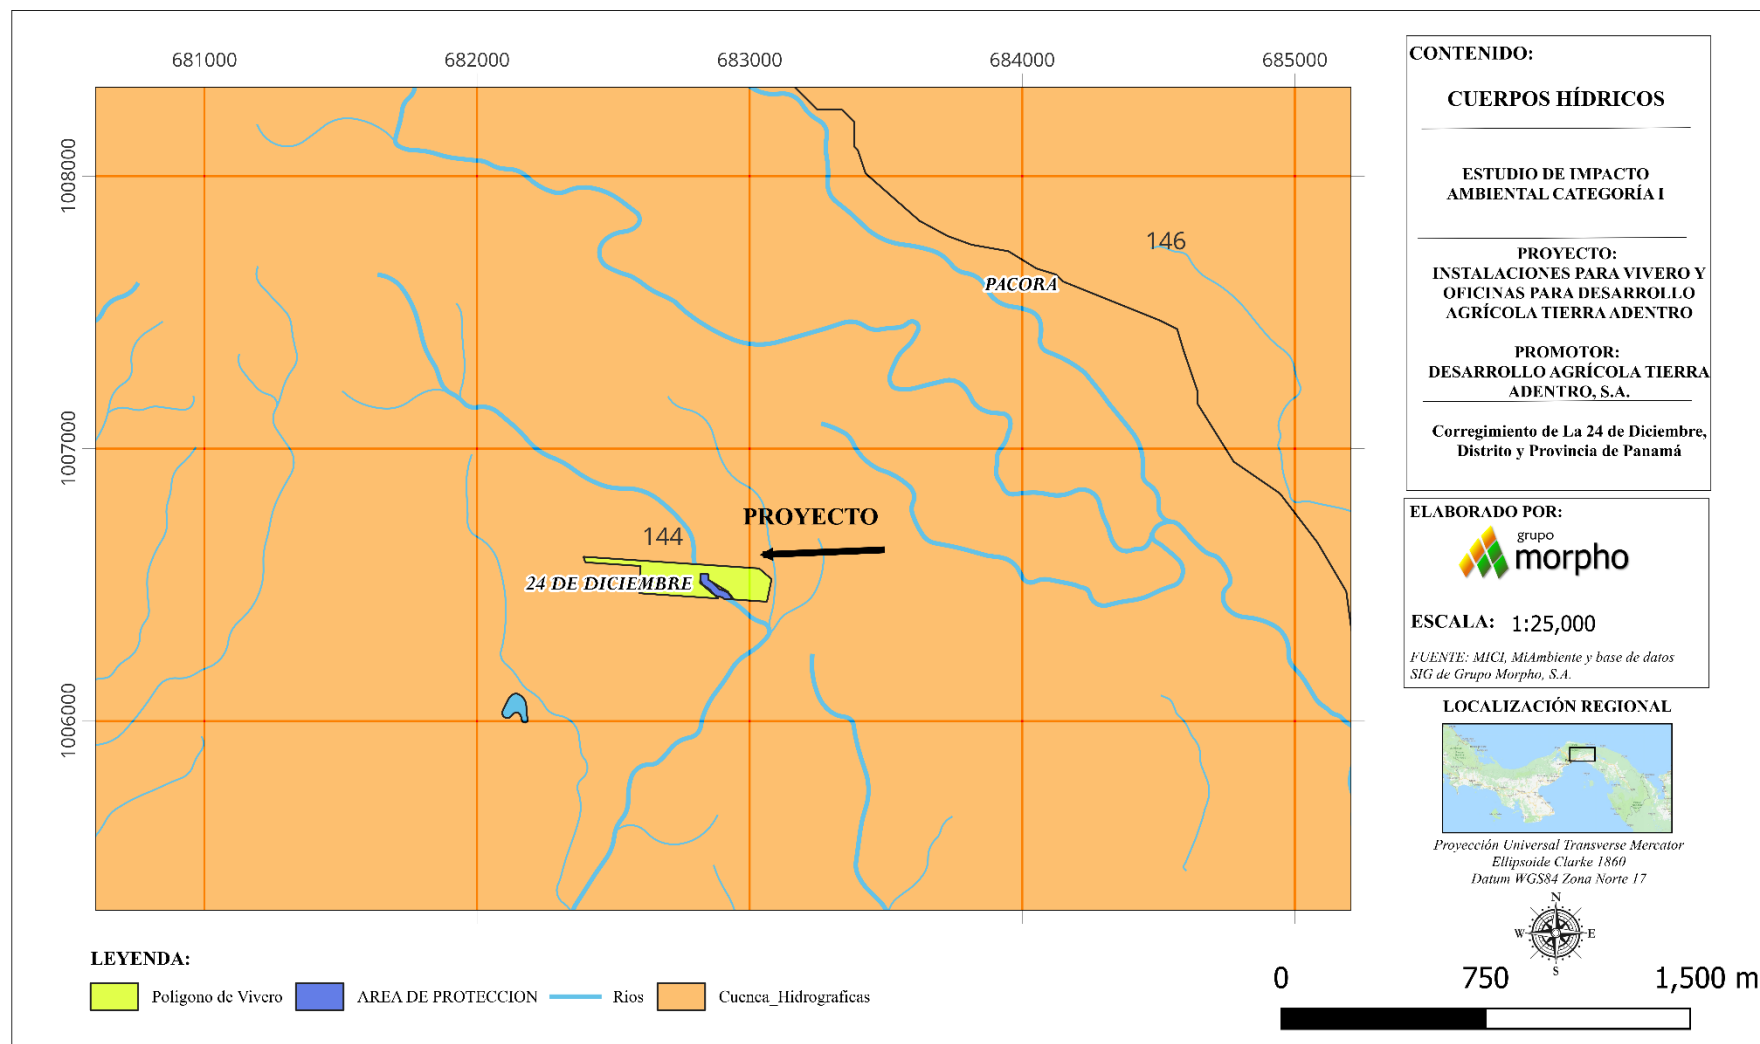 681000
682000
683000
684000
685000
1008000
1007000
1006000
146
PACORA
PROYECTO
144
24 DE DICIEMBRE
CONTENIDO:
CUERPOS HÍDRICOS
ESTUDIO DE IMPACTO
AMBIENTAL CATEGORÍA I
PROYECTO:
INSTALACIONES PARA VIVERO Y
OFICINAS PARA DESARROLLO
AGRÍCOLA TIERRA ADENTRO
PROMOTOR:
DESARROLLO AGRÍCOLA TIERRA
ADENTRO, S.A.
Corregimiento de La 24 de Diciembre,
Distrito y Provincia de Panamá
ELABORADO POR:
grupo
morpho
ESCALA: 1:25,000
FUENTE: MICI, MiAmbiente y base de datos
SIG de Grupo Morpho, S.A.
LOCALIZACIÓN REGIONAL
Proyección Universal Transverse Mercator
Ellipsoide Clarke 1860
Datum WGS84 Zona Norte 17
N
W
E
S
LEYENDA:
Poligono de Vivero
AREA DE PROTECCION
Rios
Cuenca_Hidrograficas
0
750
1,500 m